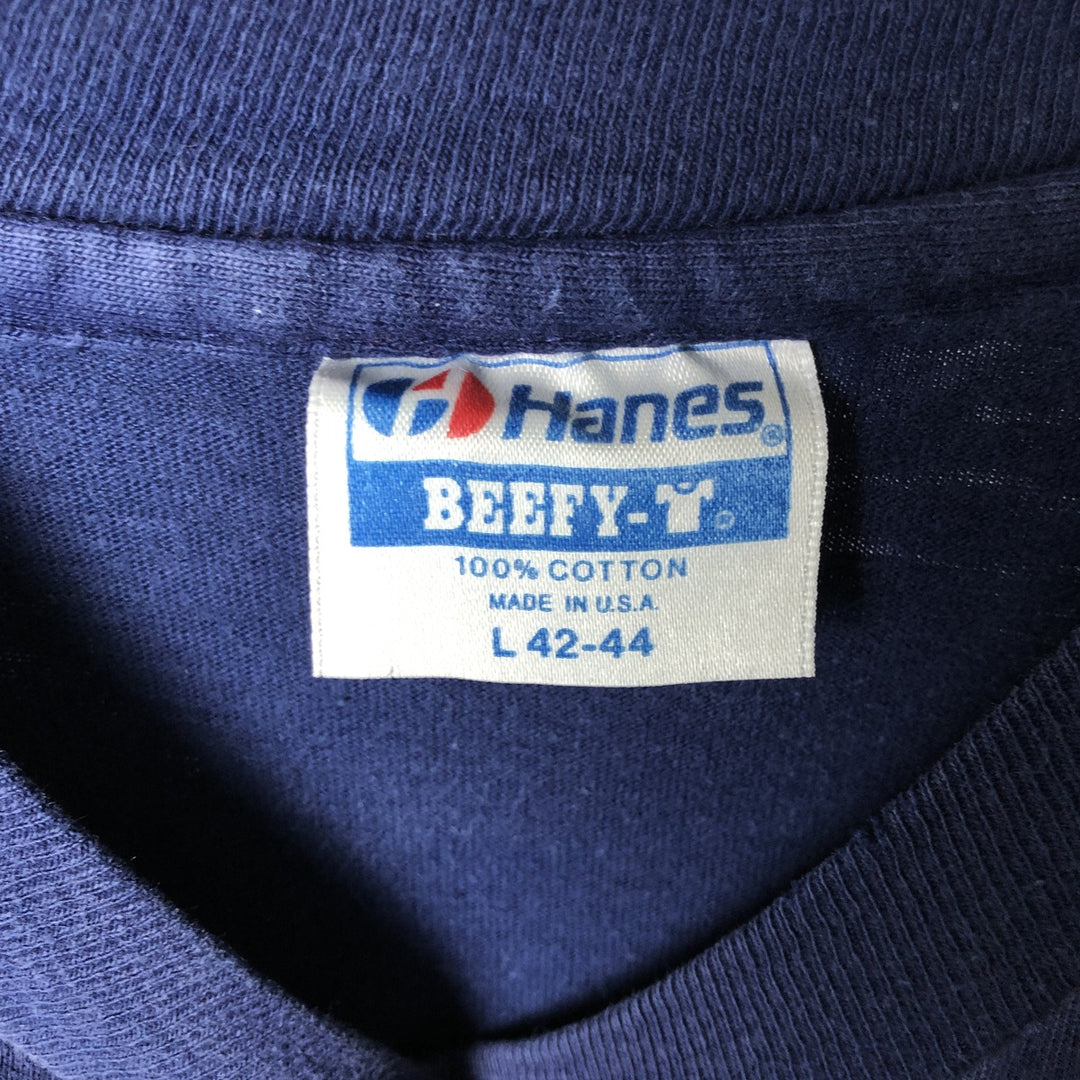 Hanes®
BEEFY-T®
100% COTTON
MADE IN U.S.A.
L 42-44